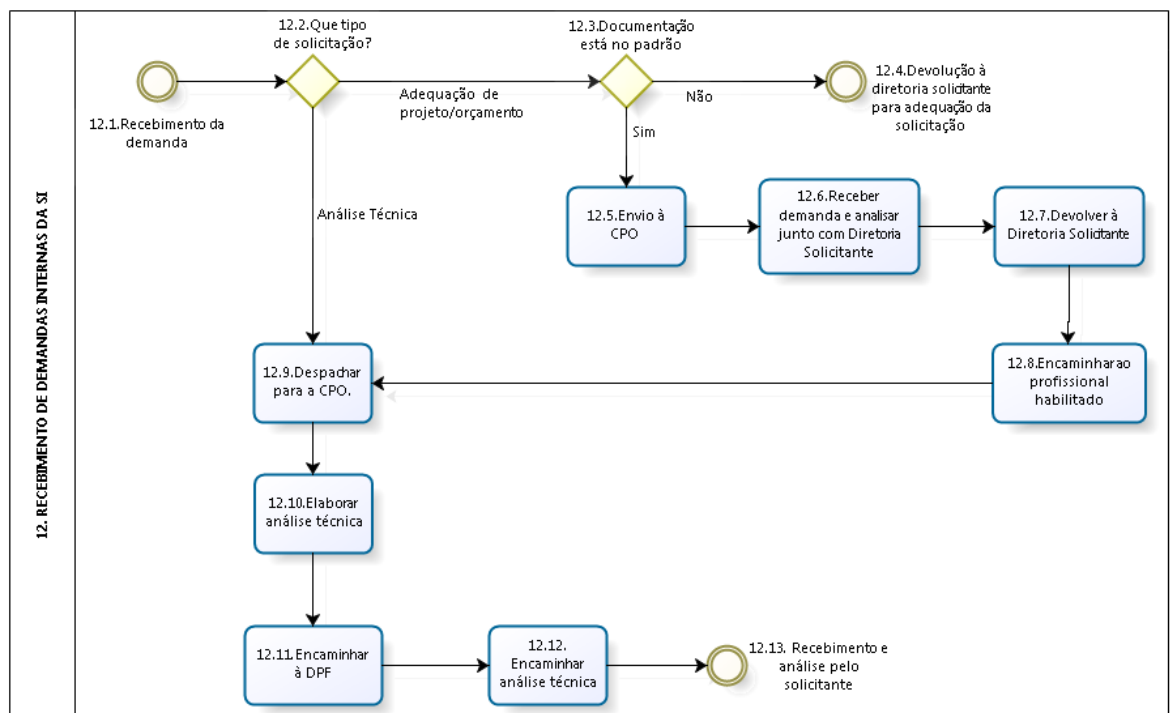 12. RECEBIMENTO DE DEMANDAS INTERNAS DA SI
12.1.Recebimento da
demanda
12.2.Que tipo
de solicitação?
Adequação de
projeto/orçamento
Análise Técnica
12.3.Documentação
está no padrão
Não
Sim
12.4.Devolução à
diretoria solicitante
para adequação da
solicitação
12.5.Envio à
CPO
12.6.Receber
demanda e analisar
junto com Diretoria
Solicitante
12.7.Devolver à
Diretoria Solicitante
12.8.Encaminhar ao
profissional
habilitado
12.9.Despachar
para a CPO.
12.10.Elaborar
análise técnica
12.11.Encaminhar
à DPF
12.12.
Encaminhar
análise técnica
12.13. Recebimento e
análise pelo
solicitante